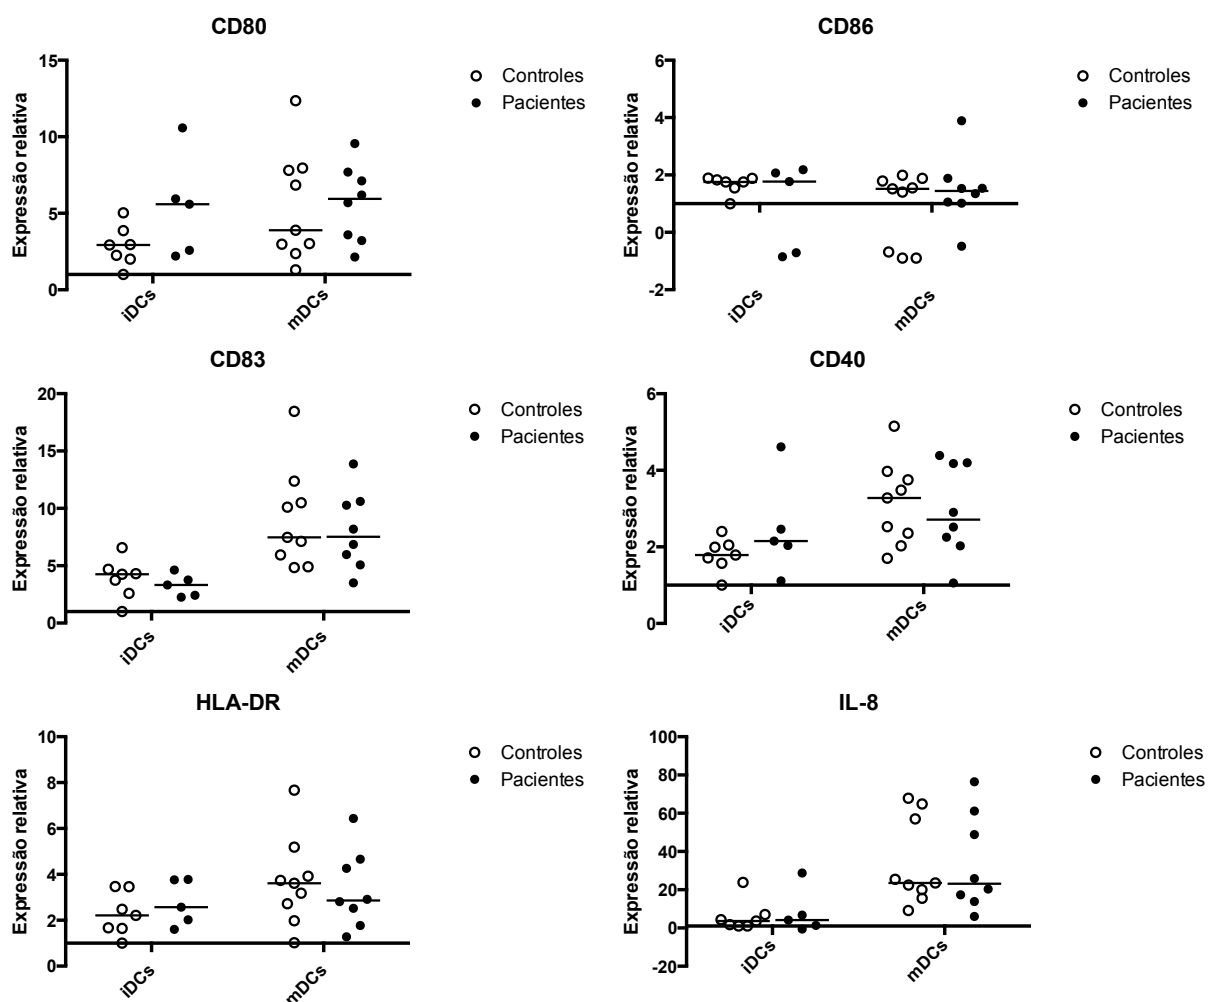 CD80
Expressão relativa
15
10
5
0
iDCs
mDCs
Controles
Pacientes
CD86
Expressão relativa
6
4
2
0
-2
iDCs
mDCs
Controles
Pacientes
CD83
Expressão relativa
20
15
10
5
0
iDCs
mDCs
Controles
Pacientes
CD40
Expressão relativa
6
4
2
0
iDCs
mDCs
Controles
Pacientes
HLA-DR
Expressão relativa
10
8
6
4
2
0
iDCs
mDCs
Controles
Pacientes
IL-8
Expressão relativa
100
80
60
40
20
0
-20
iDCs
mDCs
Controles
Pacientes